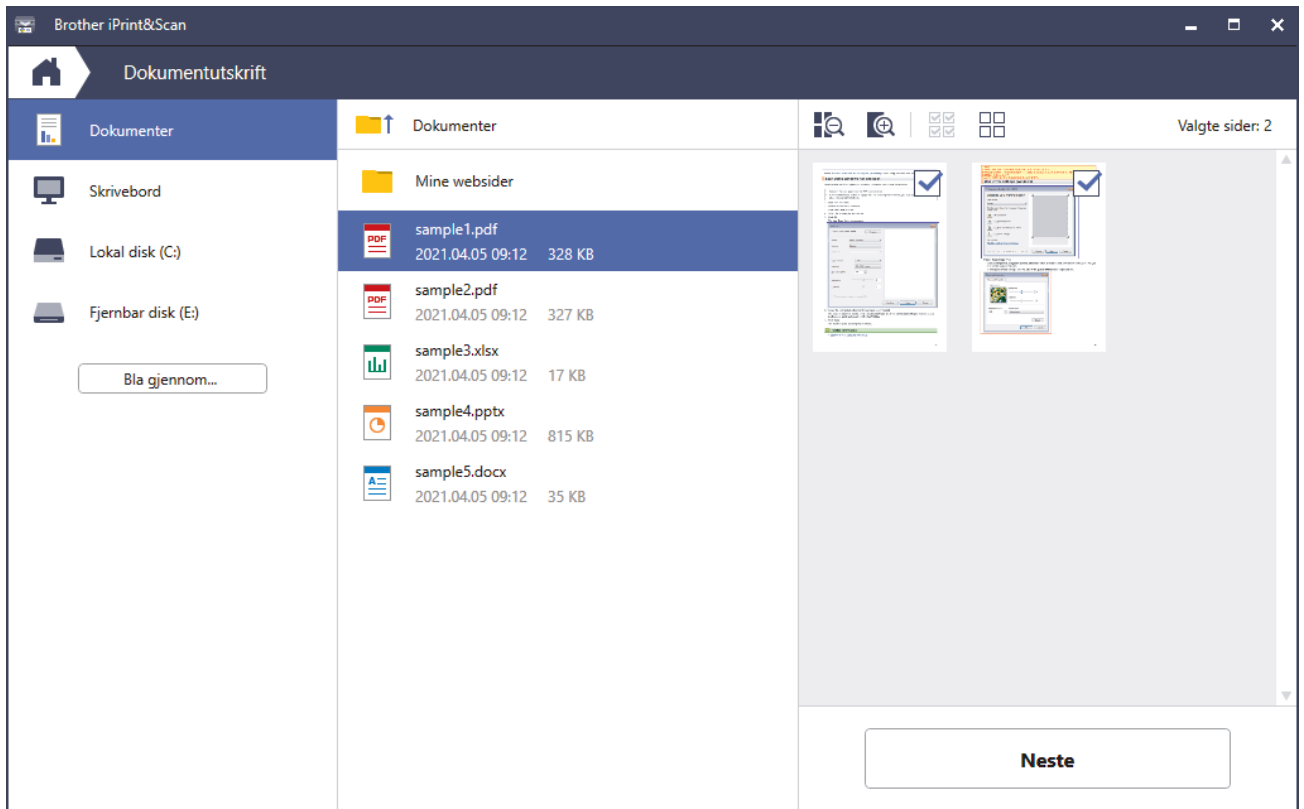 Brother iPrint&Scan
Dokumentutskrift
Dokumenter
Skrivebord
Lokal disk (C:)
Fjernbar disk (E:)
Bla gjennom...
Dokumenter
Mine websider
PDF
sample1.pdf
2021.04.05 09:12 328 KB
PDF
sample2.pdf
2021.04.05 09:12 327 KB
sample3.xlsx
2021.04.05 09:12 17 KB
sample4.pptx
2021.04.05 09:12 815 KB
A
sample5.docx
2021.04.05 09:12 35 KB
Valgte sider: 2
Neste